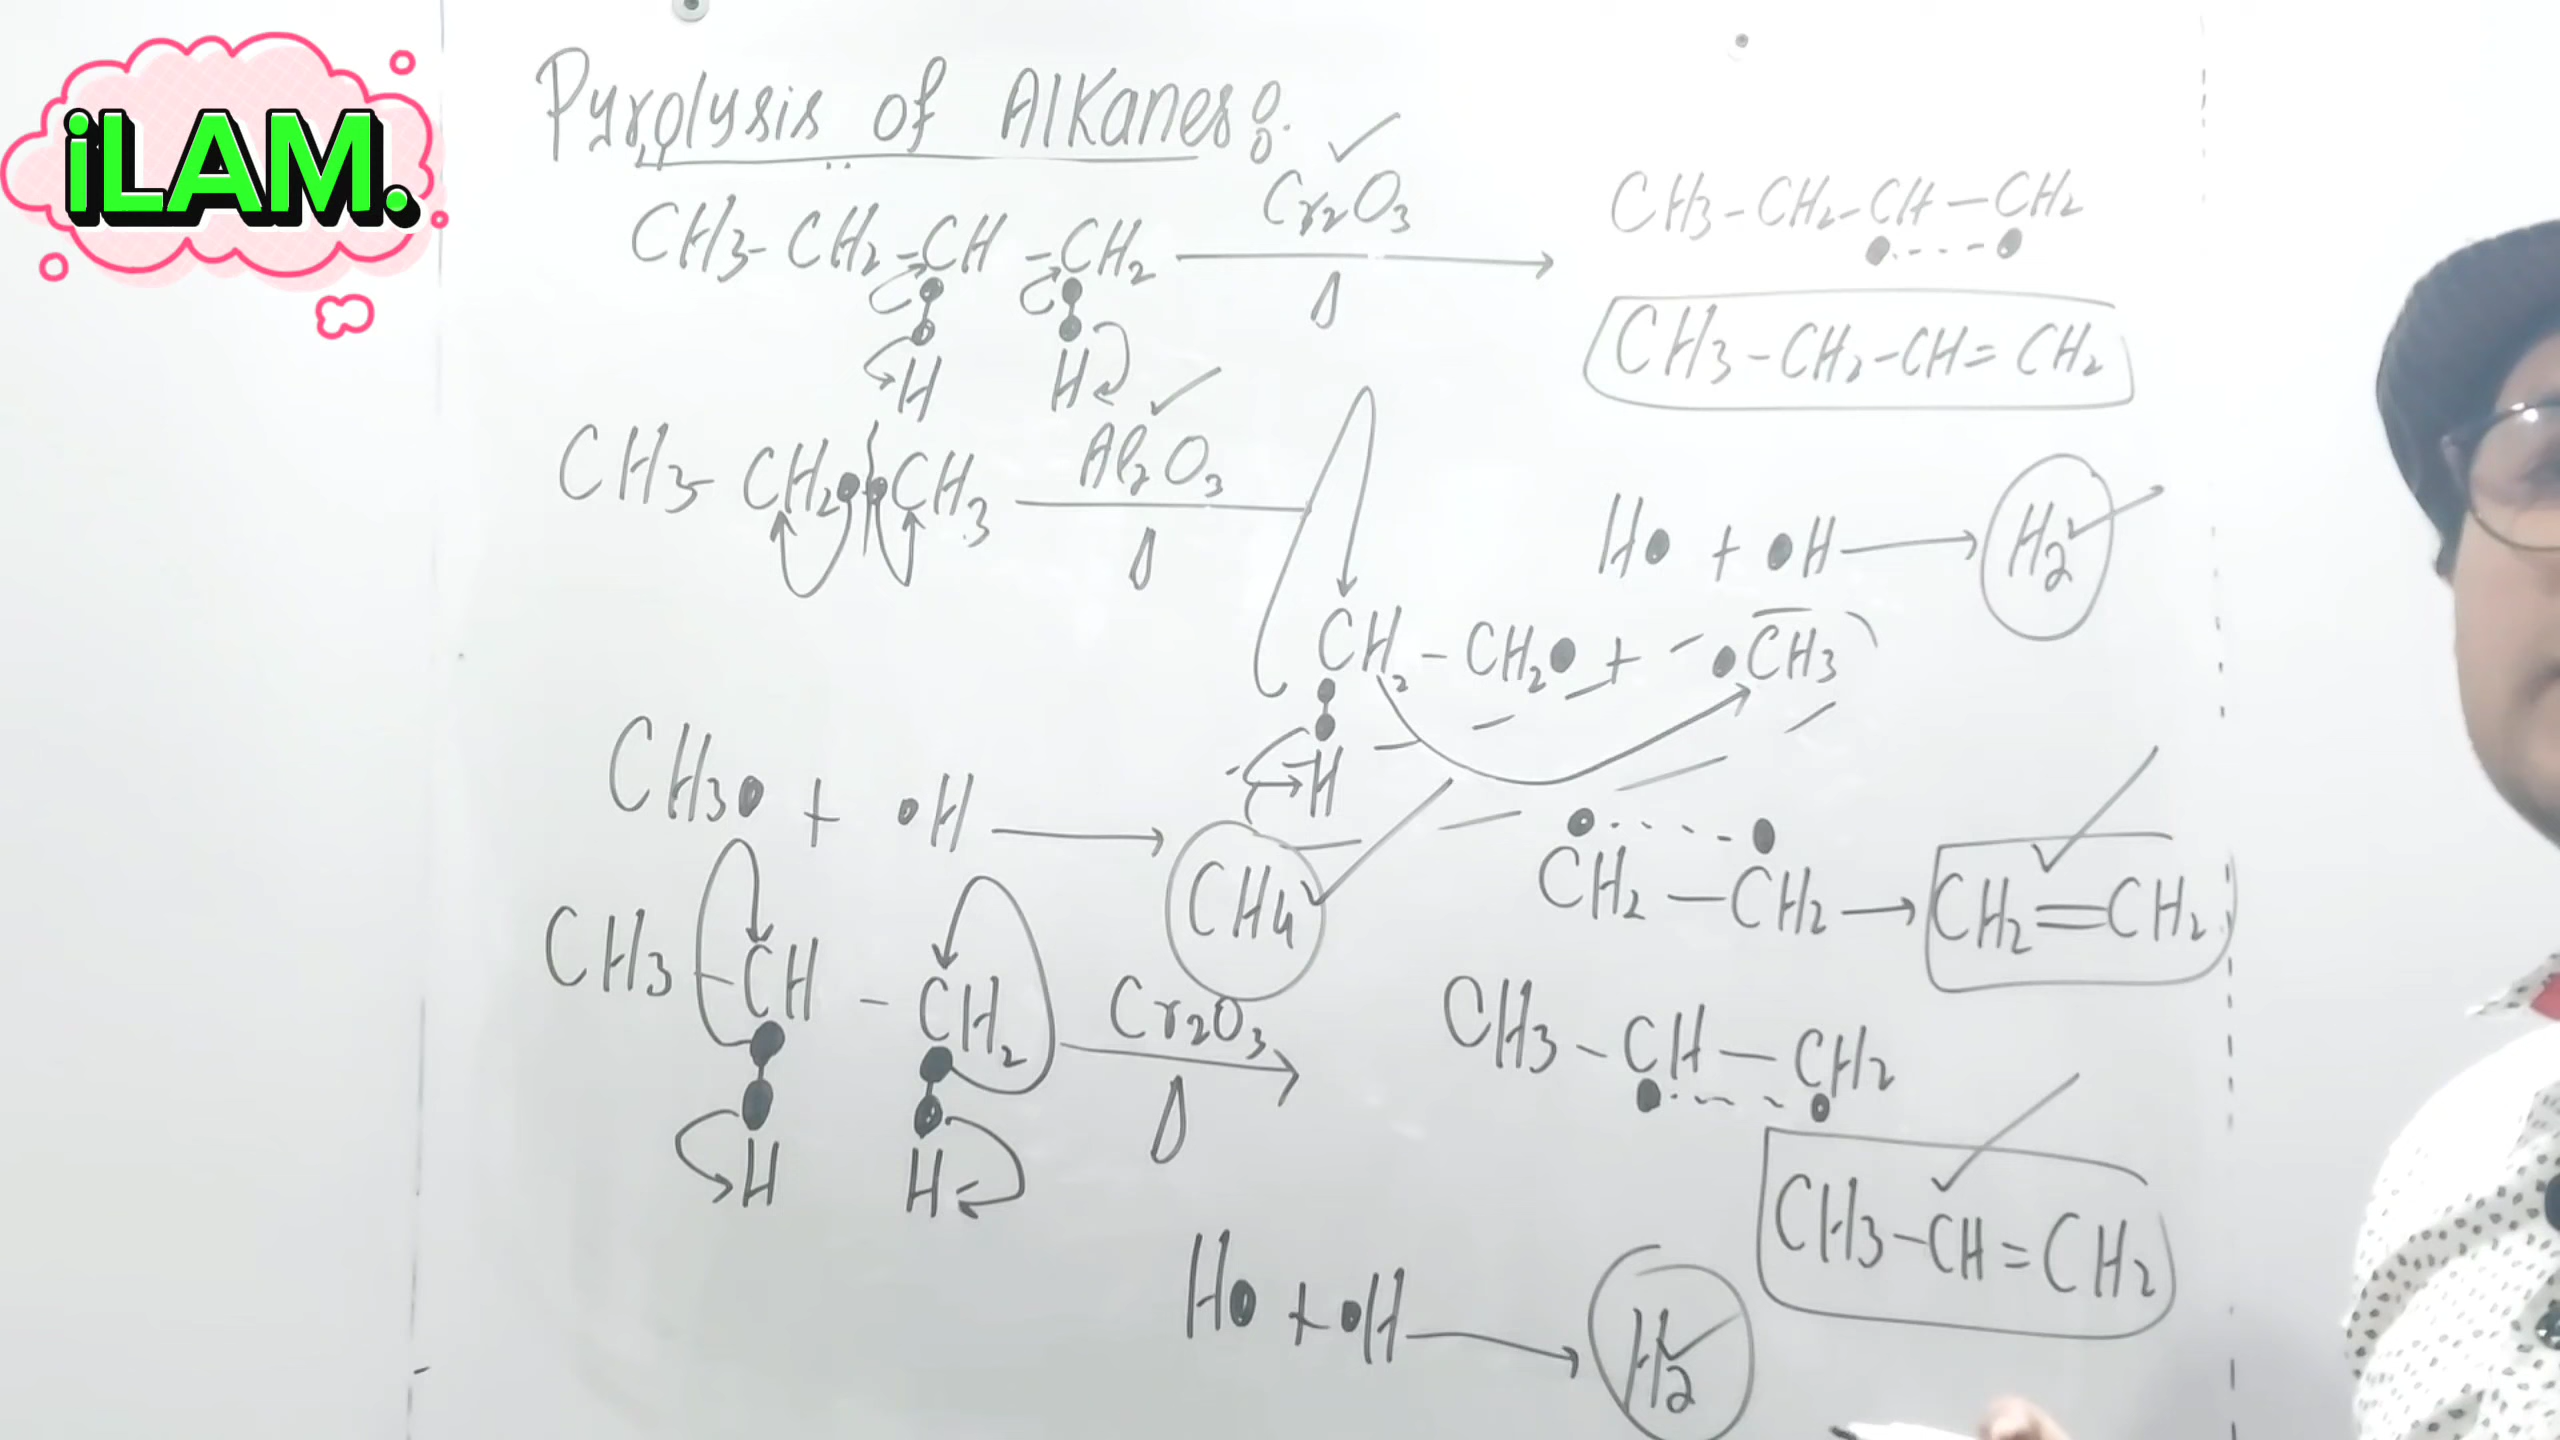 iLAM.
Pyrolysis of Alkanes:
CH3-CH2-CH-CH2 Cr2O3 Δ
H H
CH3-CH2-CH-CH2
CH3-CH2-CH=CH2
CH3-CH2 CH3 Al2O3 Δ
H• + •H → H2
CH2-CH2• + •CH3
H
CH3• + •H → CH4
CH2-CH2 → CH2=CH2
CH3-CH-CH2 Cr2O3 Δ
H H
CH3-CH-CH2
CH3-CH=CH2
H• + •H → H2